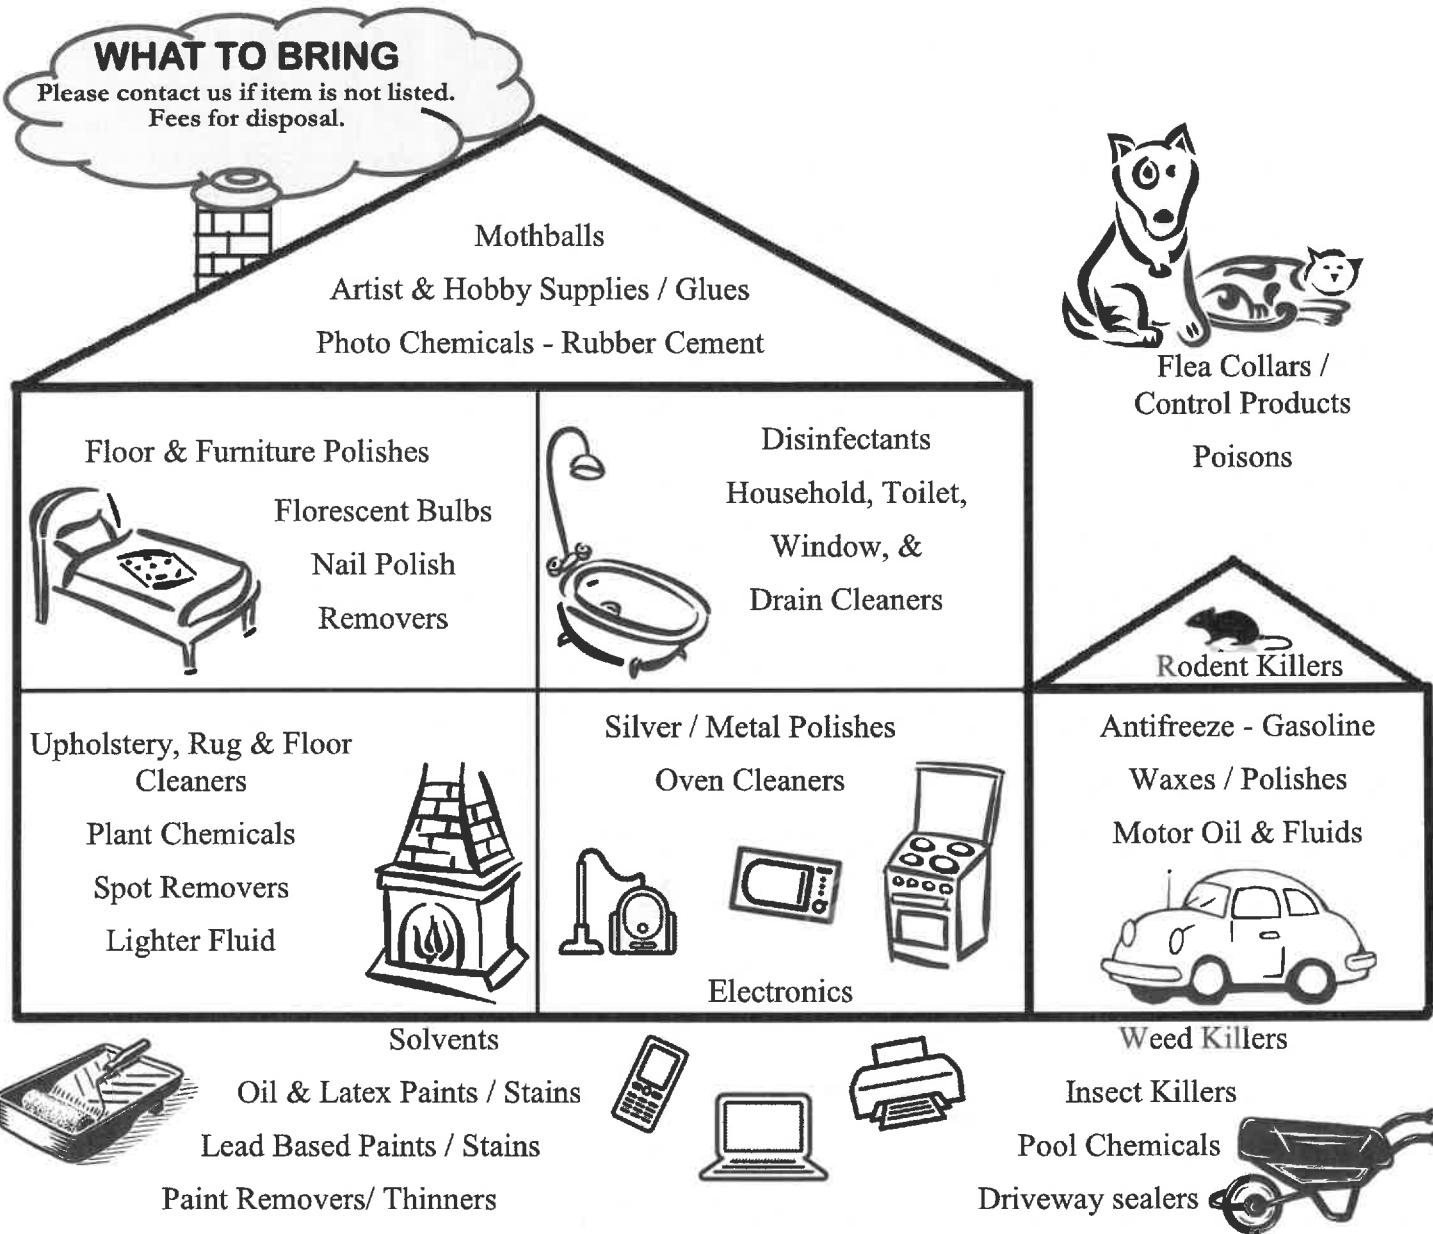 WHAT TO BRING
Please contact us if item is not listed.
Fees for disposal.
Mothballs
Artist & Hobby Supplies / Glues
Photo Chemicals - Rubber Cement
Flea Collars /
Control Products
Poisons
Floor & Furniture Polishes
Florescent Bulbs
Nail Polish
Removers
Disinfectants
Household, Toilet,
Window, &
Drain Cleaners
Rodent Killers
Upholstery, Rug & Floor
Cleaners
Plant Chemicals
Spot Removers
Lighter Fluid
Silver / Metal Polishes
Oven Cleaners
Electronics
Antifreeze - Gasoline
Waxes / Polishes
Motor Oil & Fluids
Solvents
Oil & Latex Paints / Stains
Lead Based Paints / Stains
Paint Removers/ Thinners
Weed Killers
Insect Killers
Pool Chemicals
Driveway sealers